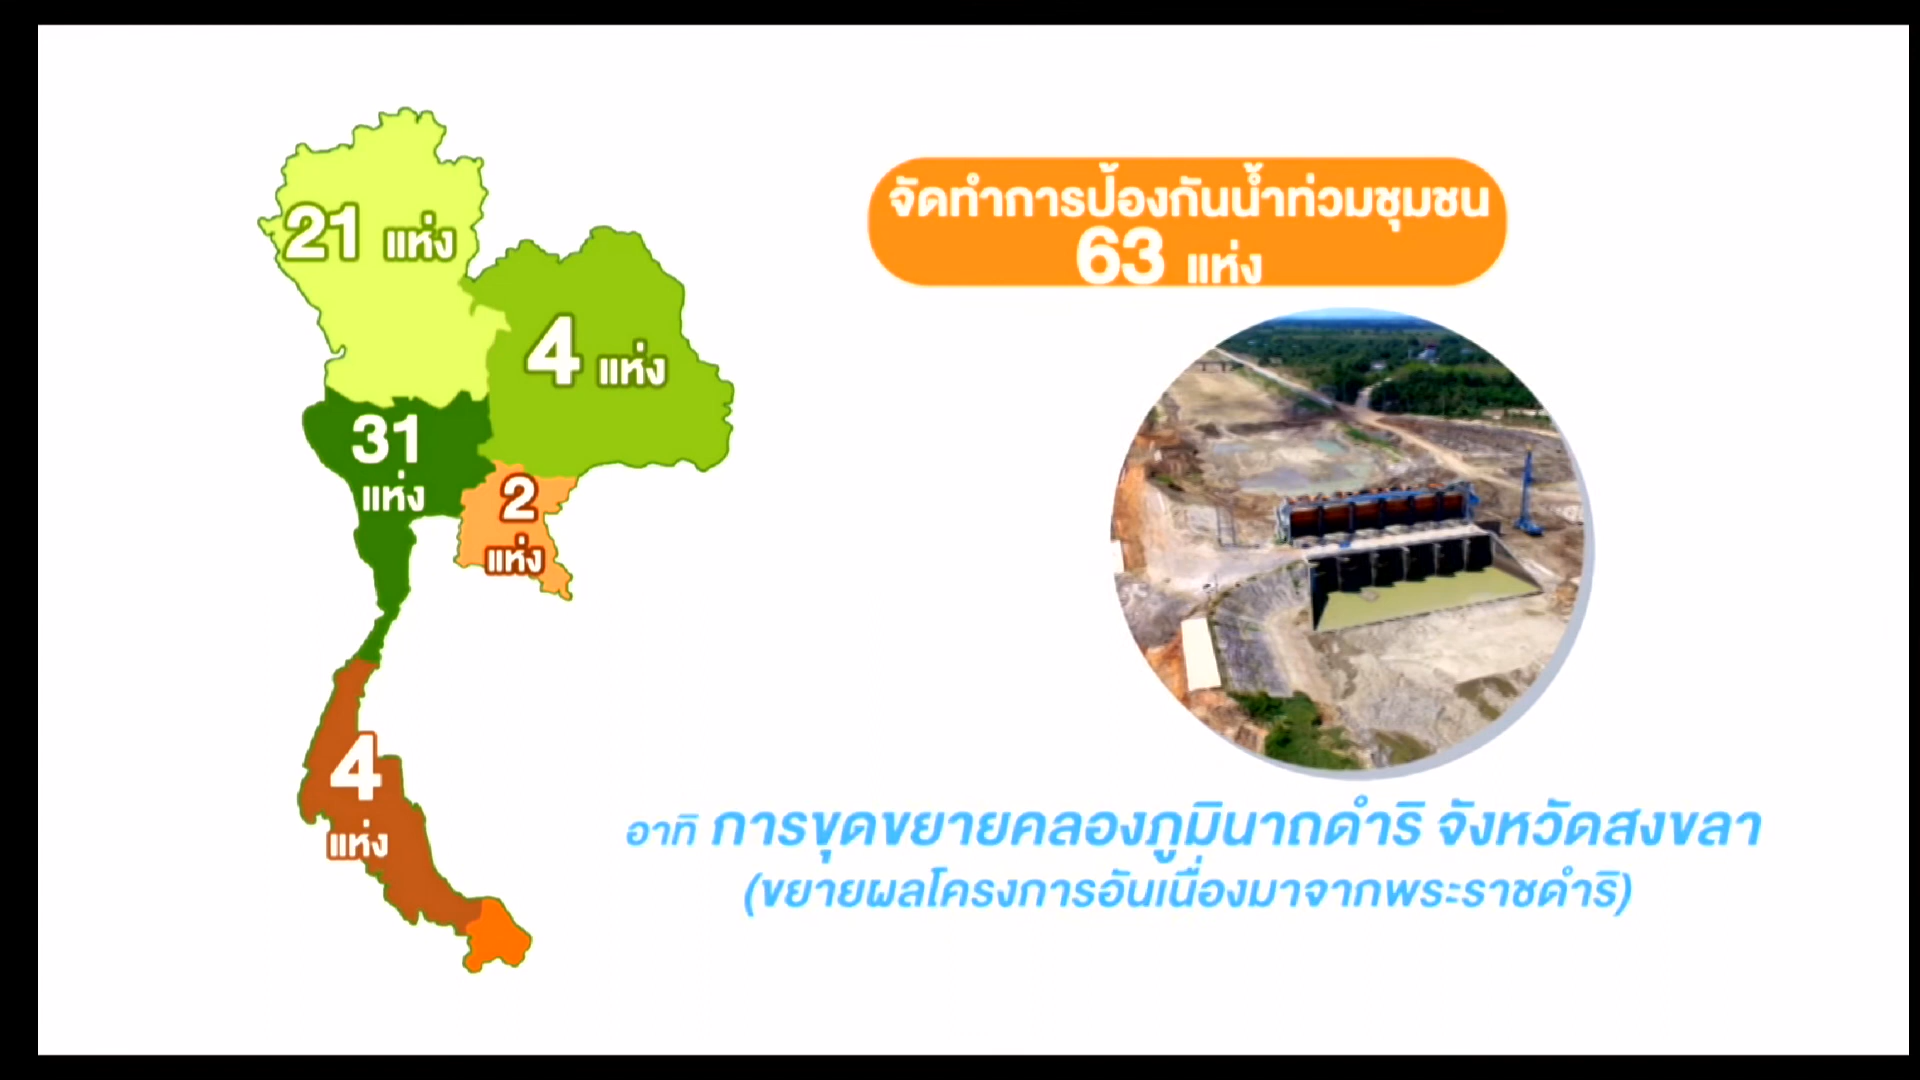 จัดทำการป้องกันน้ำท่วมชุมชน
63 แห่ง
21 แห่ง
4 แห่ง
31
แห่ง
2
แห่ง
4
แห่ง
อาทิ การขุดขยายคลองภูมินาถดำริ จังหวัดสงขลา
(ขยายผลโครงการอันเนื่องมาจากพระราชดำริ)